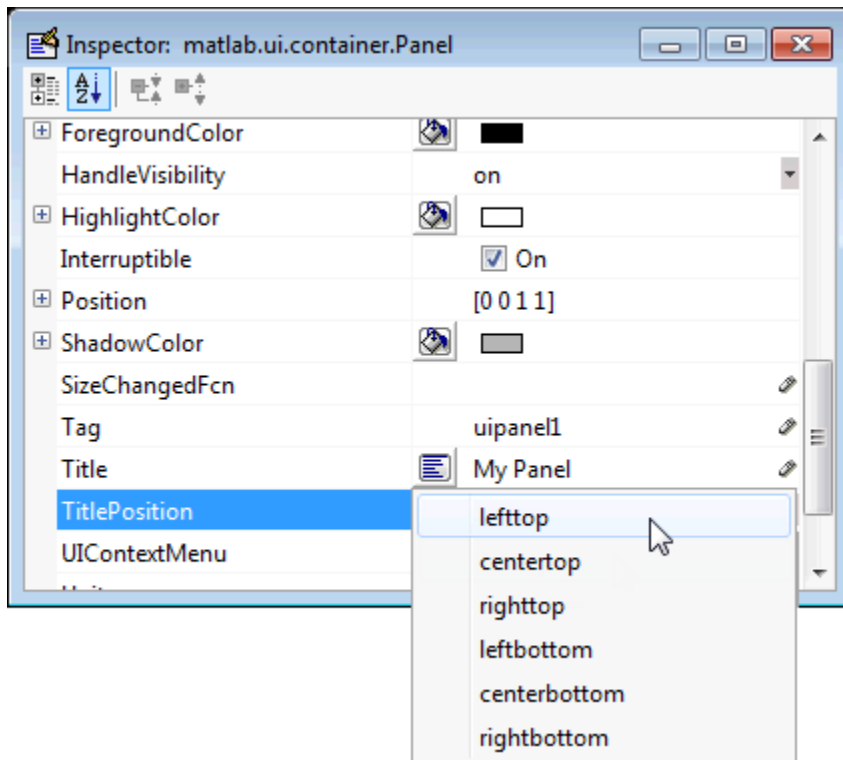 Inspector: matlab.ui.container.Panel
ForegroundColor
HandleVisibility on
HighlightColor
Interruptible On
Position [0 0 1 1]
ShadowColor
SizeChangedFcn
Tag uipanel1
Title My Panel
TitlePosition lefttop
UIContextMenu centertop
righttop
leftbottom
centerbottom
rightbottom